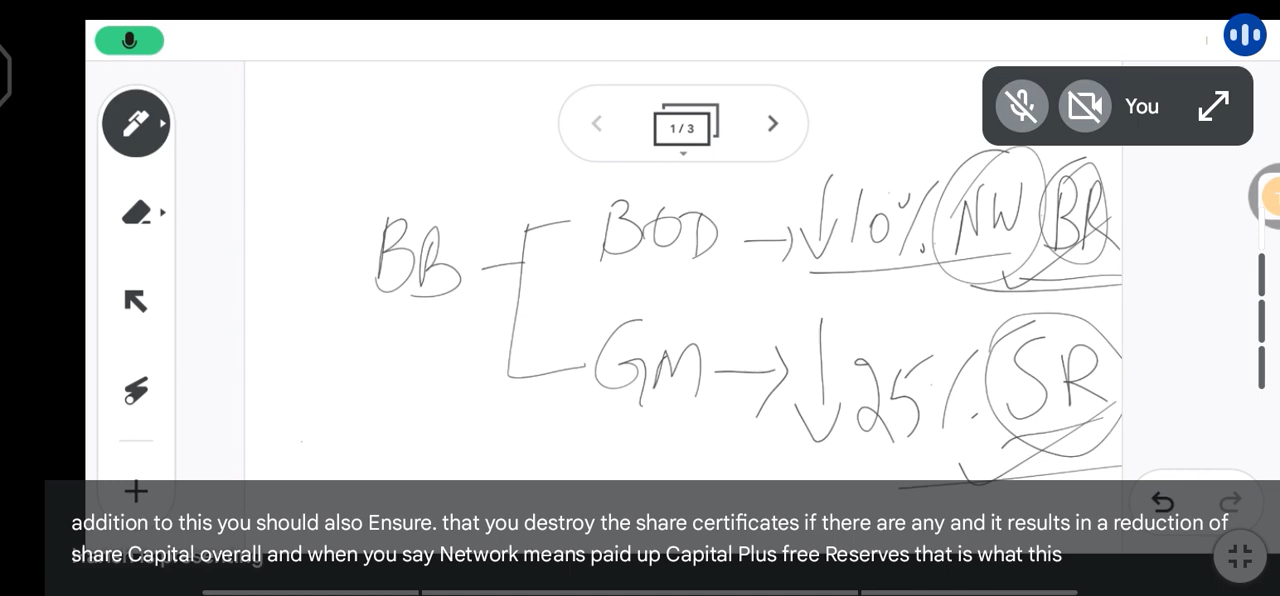 You
1 / 3
BB BOD → ↓ 10% NW BR
GM → ↓ 25% SR
addition to this you should also Ensure. that you destroy the share certificates if there are any and it results in a reduction of
share Capital overall and when you say Network means paid up Capital Plus free Reserves that is what this